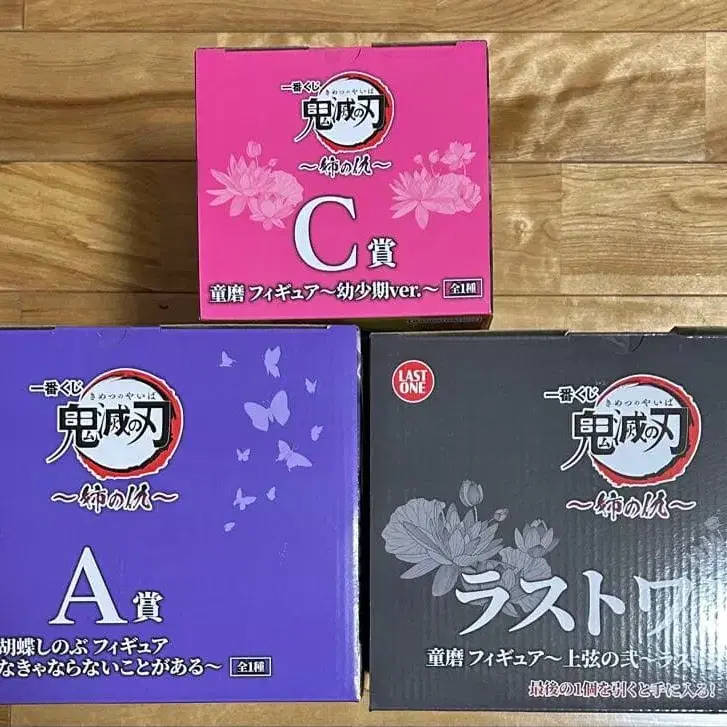 一番くじ
きめつのやいば
鬼滅の刃
～姉の仇～
C賞
童磨 フィギュア～幼少期ver.～ 全1種
一番くじ
きめつのやいば
鬼滅の刃
～姉の仇～
A賞
胡蝶しのぶ フィギュア
なきゃならないことがある～ 全1種
LAST
ONE
一番くじ
きめつのやいば
鬼滅の刃
～姉の仇～
ラストワ
童磨 フィギュア～上弦の弐～ラス
最後の1個を引くと手に入る!